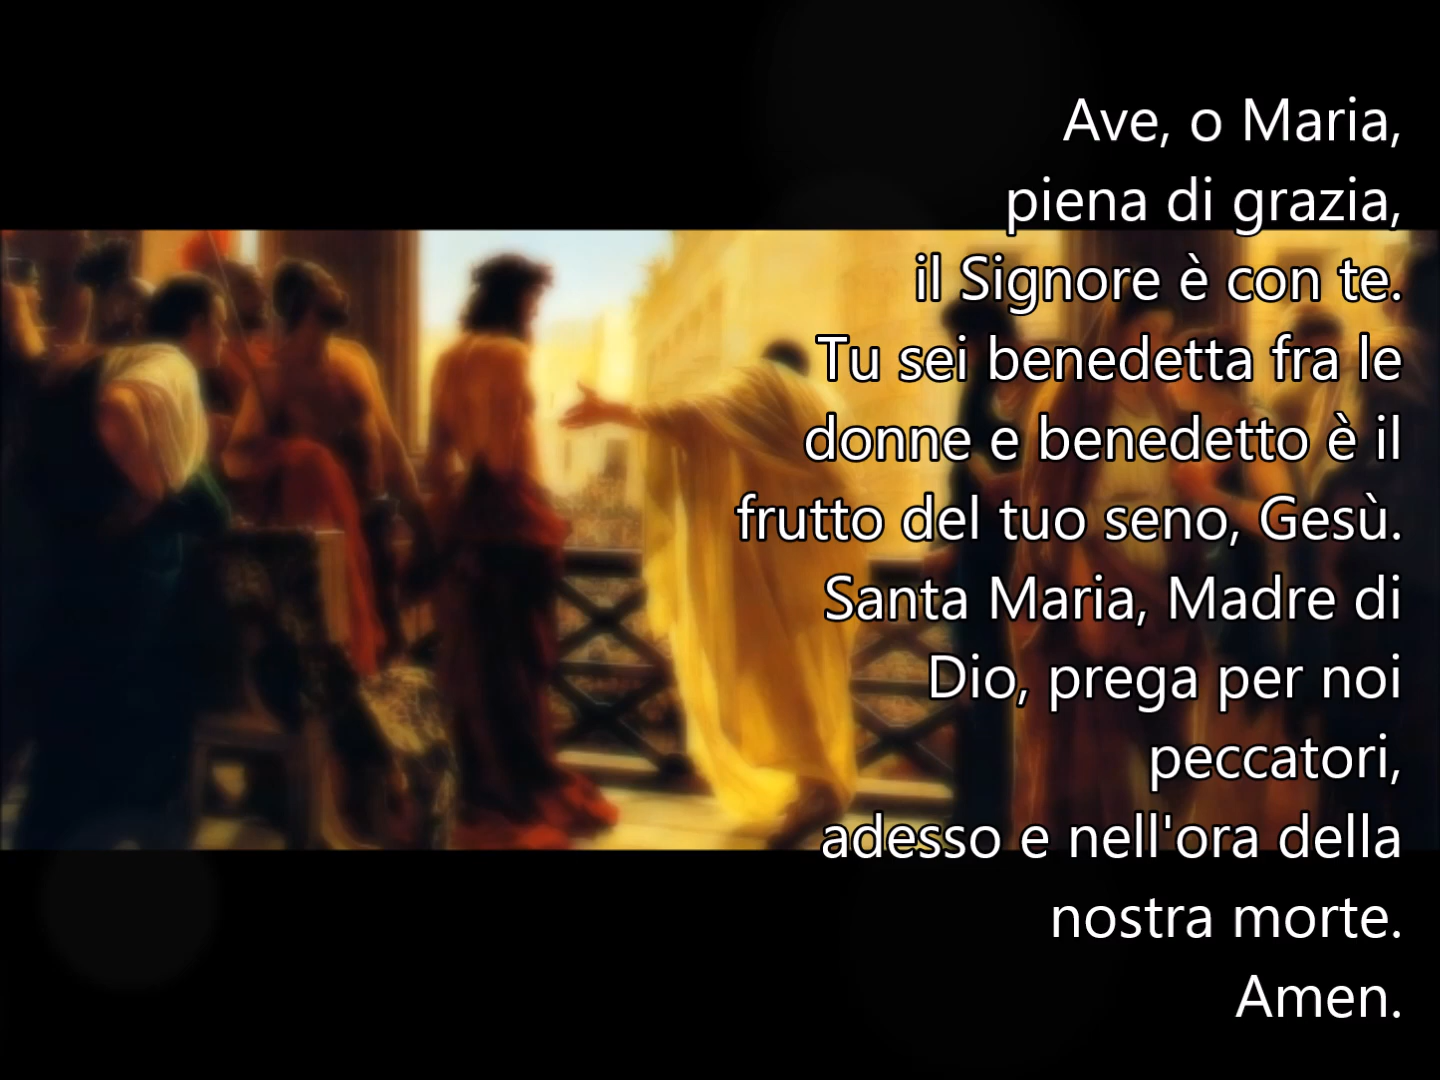 Ave, o Maria,
piena di grazia,
il Signore è con te.
Tu sei benedetta fra le
donne e benedetto è il
frutto del tuo seno, Gesù.
Santa Maria, Madre di
Dio, prega per noi
peccatori,
adesso e nell'ora della
nostra morte.
Amen.